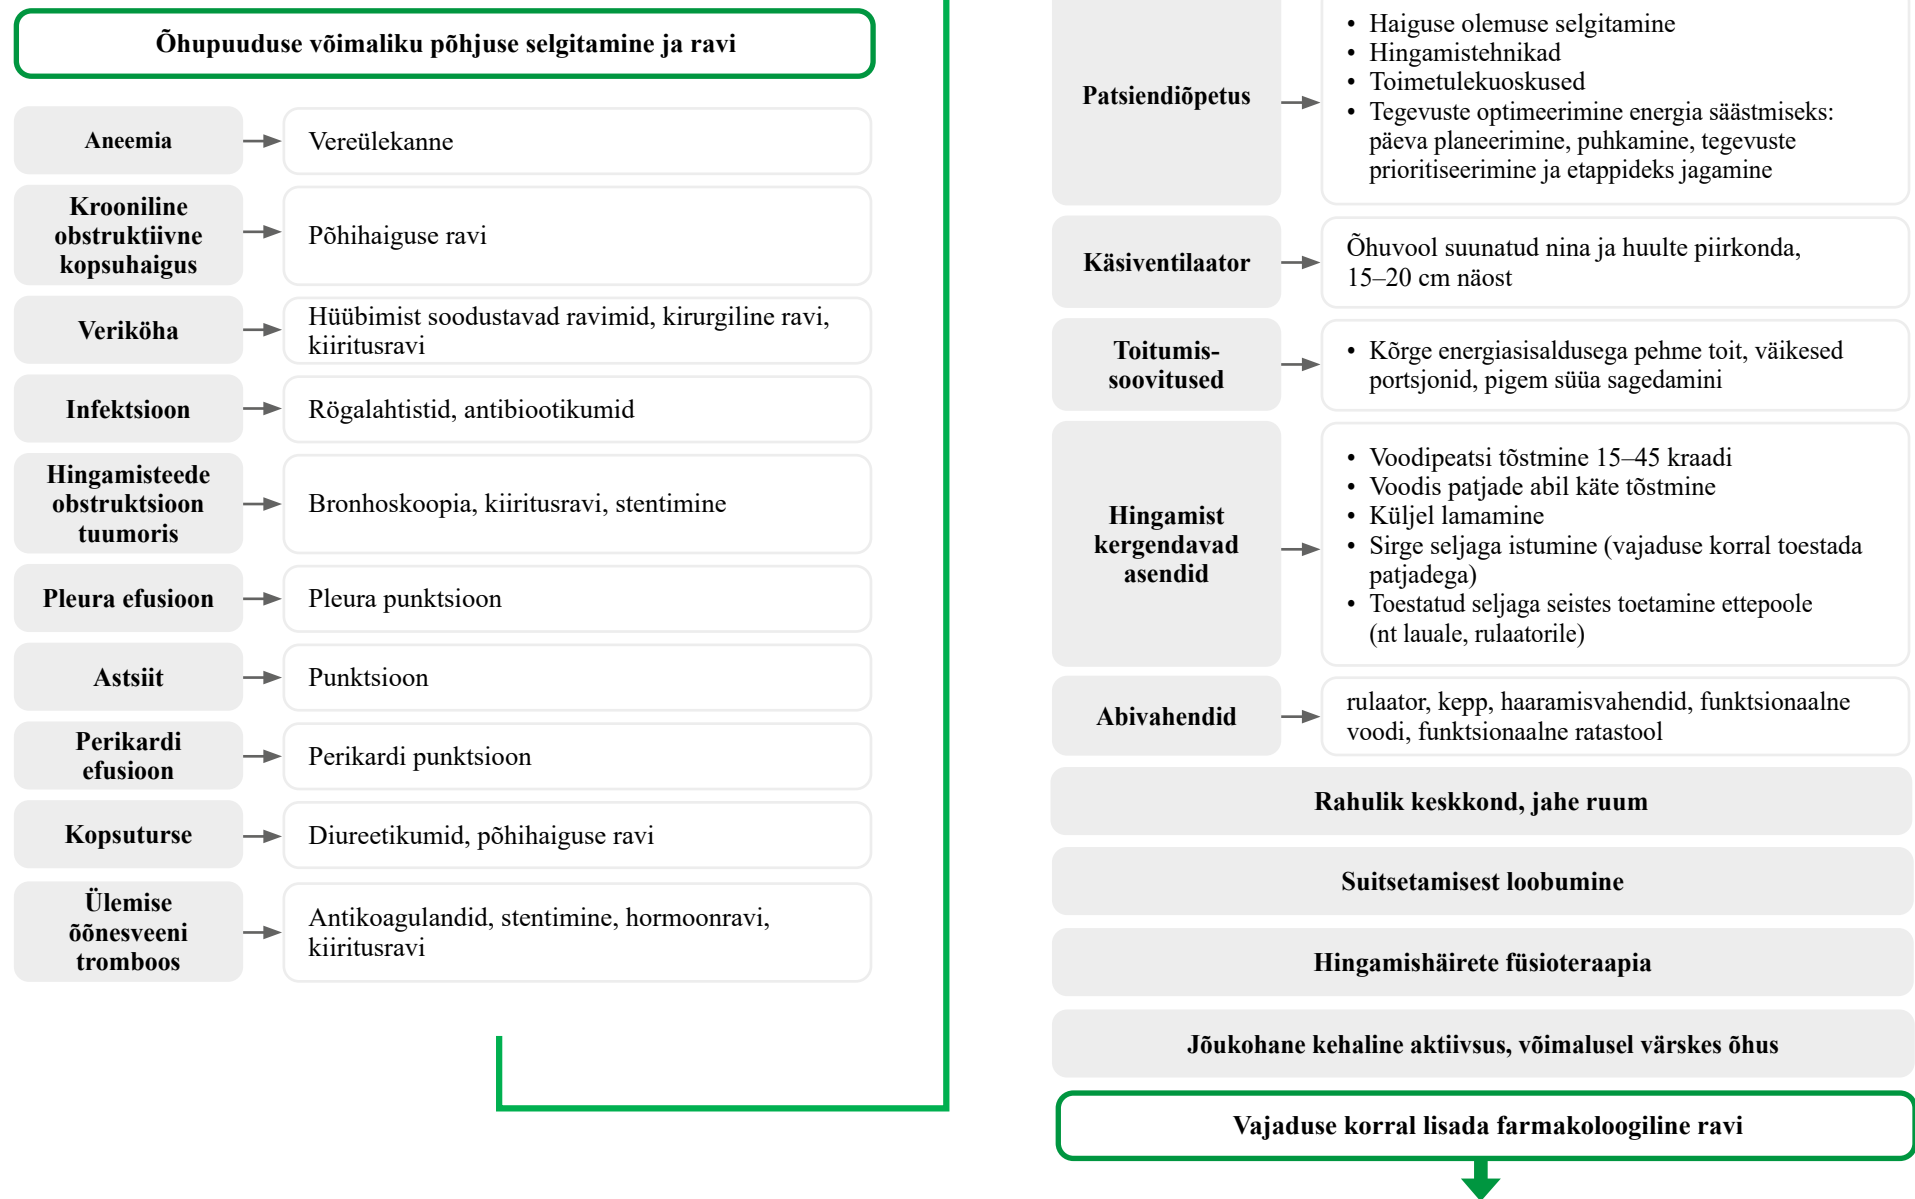 Õhupuuduse võimaliku põhjuse selgitamine ja ravi
Aneemia
Vereülekanne
Krooniline
obstruktiivne
kopsuhaigus
Põhihaiguse ravi
Veriköha
Hüübimist soodustavad ravimid, kirurgiline ravi,
kiiritusravi
Infektsioon
Rögalahtistid, antibiootikumid
Hingamisteede
obstruktsioon
tuumoris
Bronhoskoopia, kiiritusravi, stentimine
Pleura efusioon
Pleura punktsioon
Astsiit
Punktsioon
Perikardi
efusioon
Perikardi punktsioon
Kopsuturse
Diureetikumid, põhihaiguse ravi
Ülemise
õõnesveeni
tromboos
Antikoagulandid, stentimine, hormoonravi,
kiiritusravi
Patsiendiõpetus
• Haiguse olemuse selgitamine
• Hingamistehnikad
• Toimetulekuoskused
• Tegevuste optimeerimine energia säästmiseks:
päeva planeerimine, puhkamine, tegevuste
prioritiseerimine ja etappideks jagamine
Käsiventilaator
Õhuvool suunatud nina ja huulte piirkonda,
15–20 cm näost
Toitumis-
soovitused
• Kõrge energiasisaldusega pehme toit, väikesed
portsjonid, pigem süüa sagedamini
Hingamist
kergendavad
asendid
• Voodipeatsi tõstmine 15–45 kraadi
• Voodis patjade abil käte tõstmine
• Küljel lamamine
• Sirge seljaga istumine (vajaduse korral toestada
patjadega)
• Toestatud seljaga seistes toetamine ettepoole
(nt lauale, rulaatorile)
Abivahendid
rulaator, kepp, haaramisvahendid, funktsionaalne
voodi, funktsionaalne ratastool
Rahulik keskkond, jahe ruum
Suitsetamisest loobumine
Hingamishäirete füsioteraapia
Jõukohane kehaline aktiivsus, võimalusel värskes õhus
Vajaduse korral lisada farmakoloogiline ravi